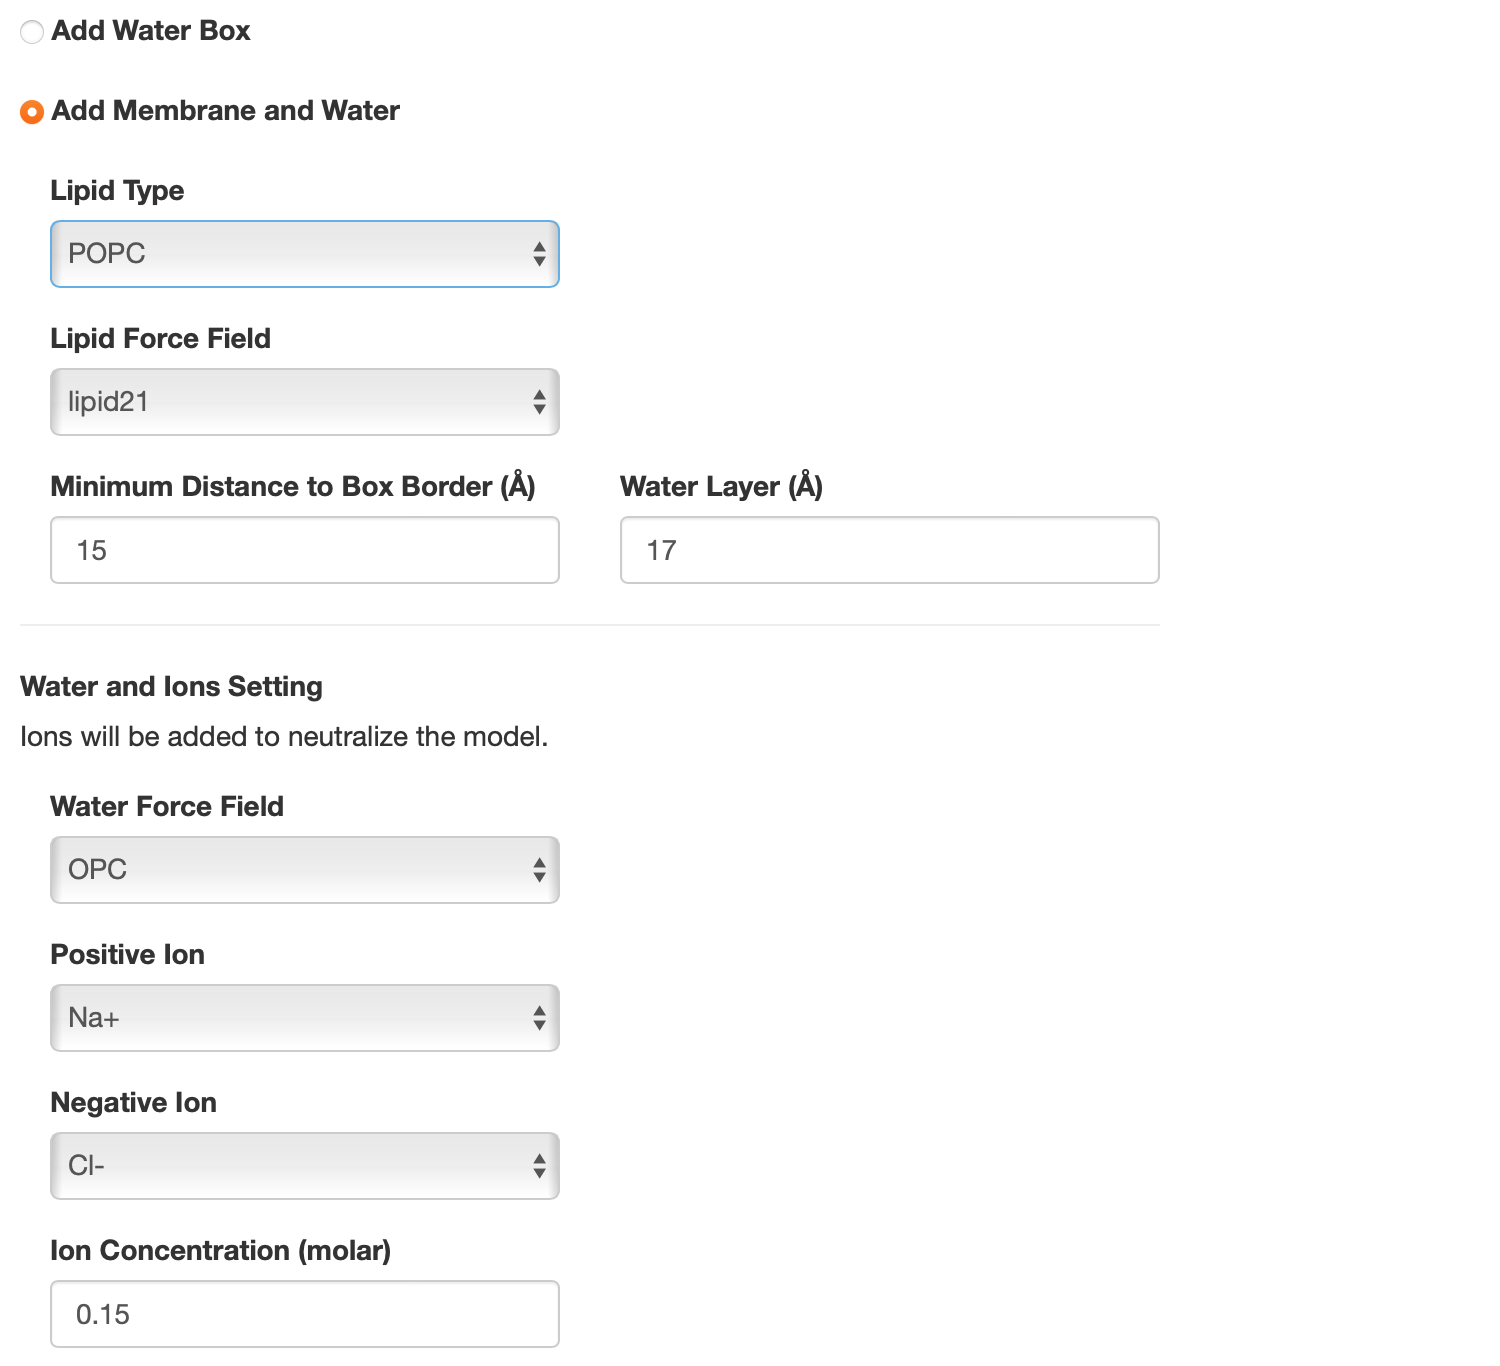 Add Water Box
Add Membrane and Water
Lipid Type
POPC
Lipid Force Field
lipid21
Minimum Distance to Box Border (Å) Water Layer (Å)
15 17
Water and Ions Setting
Ions will be added to neutralize the model.
Water Force Field
OPC
Positive Ion
Na+
Negative Ion
Cl-
Ion Concentration (molar)
0.15